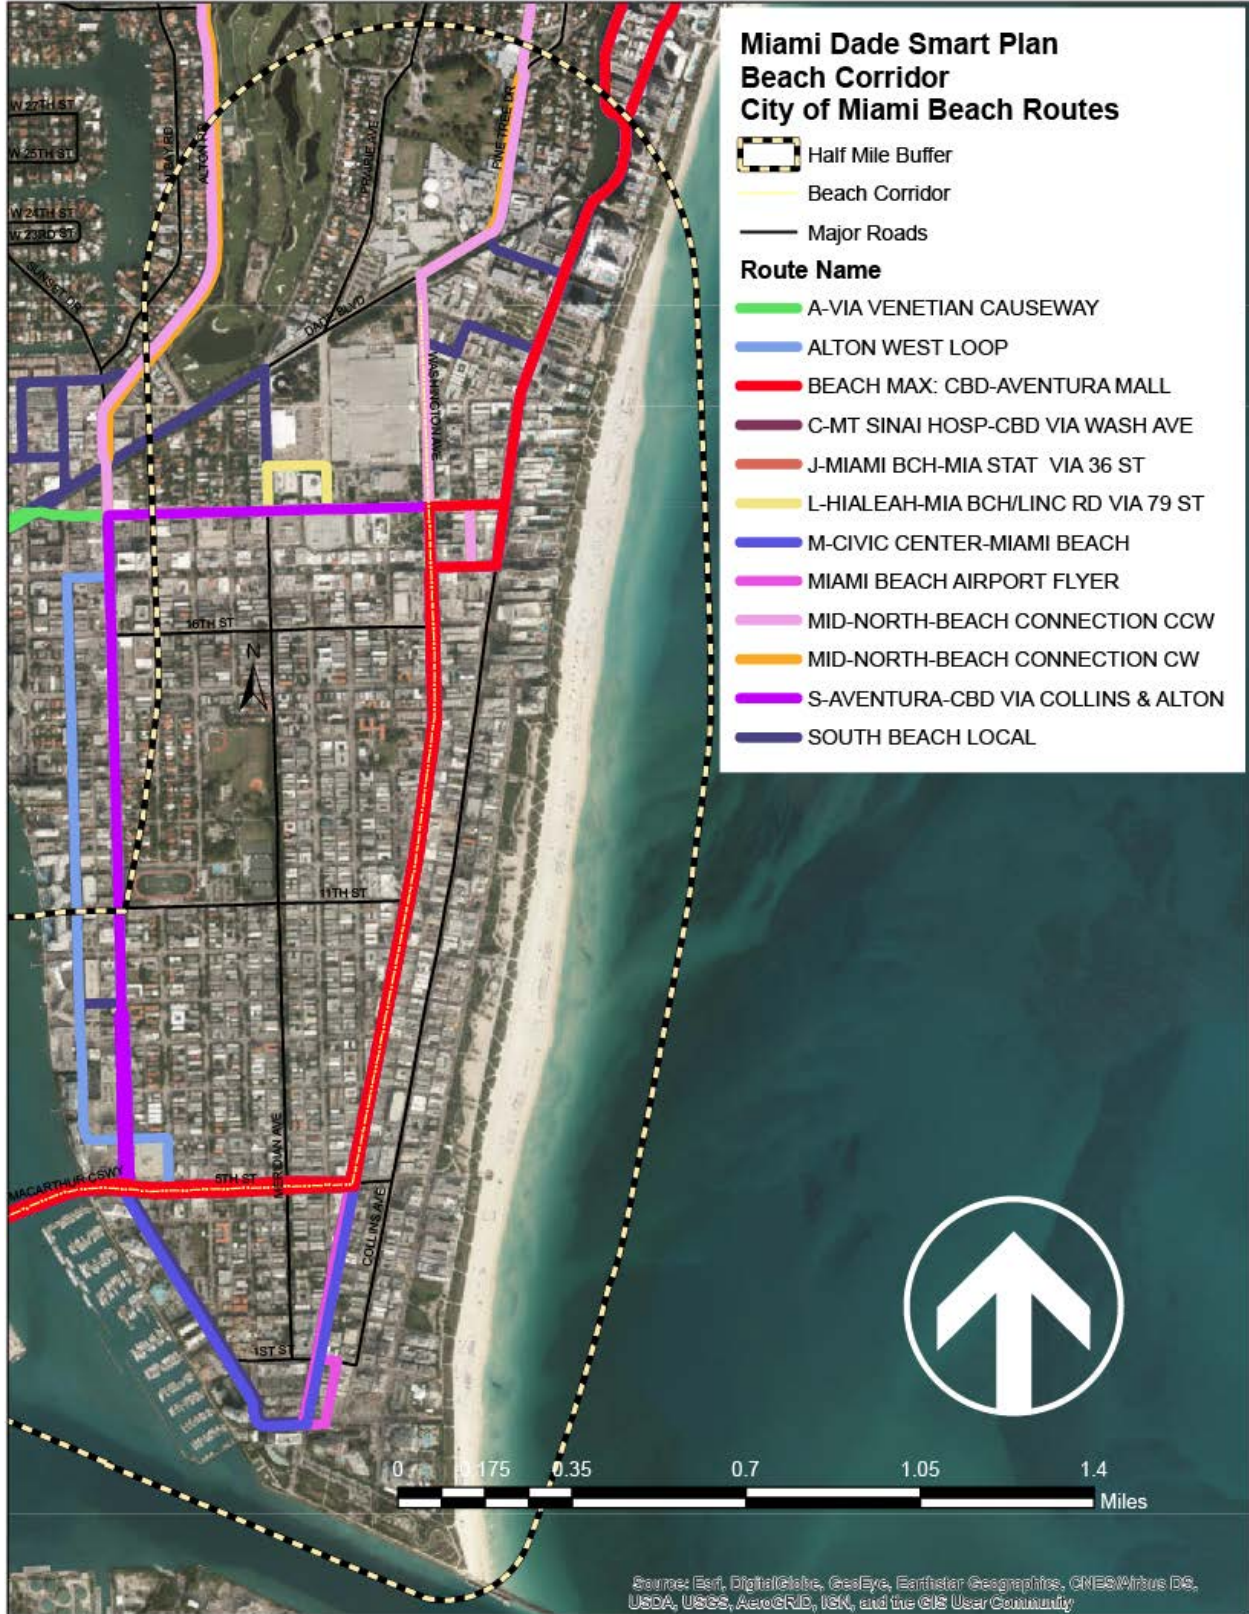 Miami Dade Smart Plan
Beach Corridor
City of Miami Beach Routes
Half Mile Buffer
Beach Corridor
Major Roads
Route Name
A-VIA VENETIAN CAUSEWAY
ALTON WEST LOOP
BEACH MAX: CBD-AVENTURA MALL
C-MT SINAI HOSP-CBD VIA WASH AVE
J-MIAMI BCH-MIA STAT VIA 36 ST
L-HIALEAH-MIA BCH/LINC RD VIA 79 ST
M-CIVIC CENTER-MIAMI BEACH
MIAMI BEACH AIRPORT FLYER
MID-NORTH-BEACH CONNECTION CCW
MID-NORTH-BEACH CONNECTION CW
S-AVENTURA-CBD VIA COLLINS & ALTON
SOUTH BEACH LOCAL
W 27TH ST
W 25TH ST
W 24TH ST
W 23RD ST
SUNSET DR
N BAY RD
ALTON RD
PRAIRIE AVE
PINE TREE DR
DADE BLVD
WASHINGTON AVE
16TH ST
N
11TH ST
MERIDIAN AVE
MACARTHUR CSWY
5TH ST
COLLINS AVE
1ST ST
0 0.175 0.35 0.7 1.05 1.4
Miles
Source: Esri, DigitalGlobe, GeoEye, Earthstar Geographics, CNES/Airbus DS,
USDA, USGS, AeroGRID, IGN, and the GIS User Community